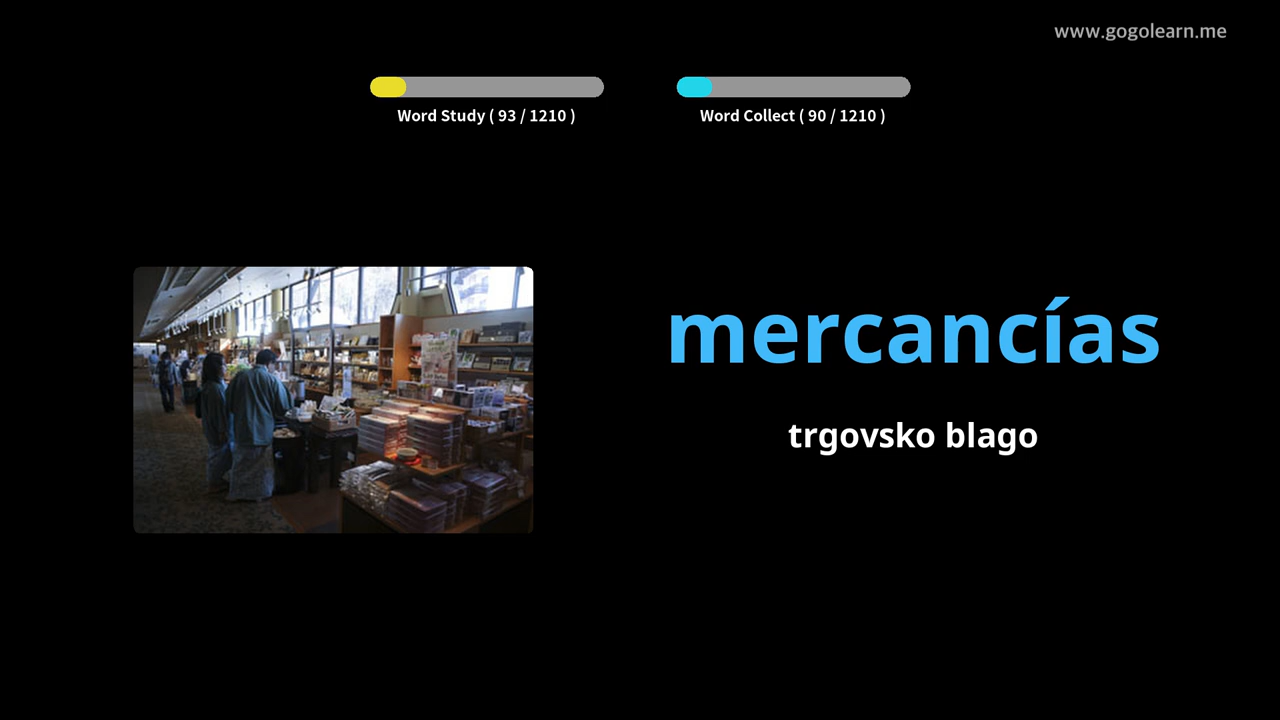 www.gogolearn.me
Word Study ( 93 / 1210 )
Word Collect ( 90 / 1210 )
mercancías
trgovsko blago